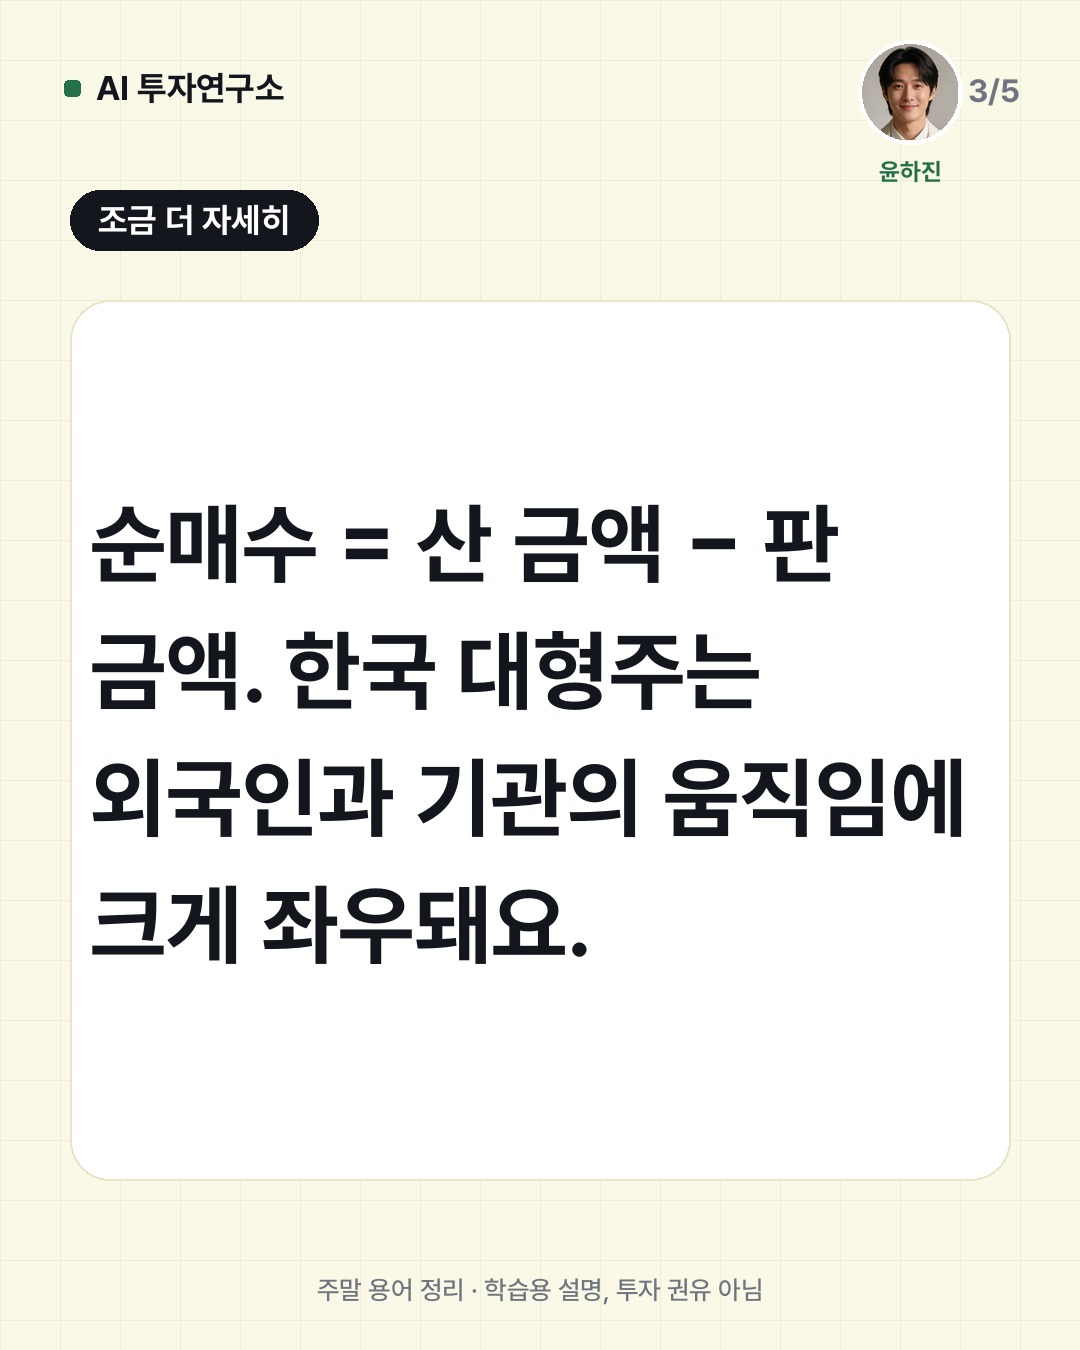 AI 투자연구소
3/5
윤하진
조금 더 자세히
순매수 = 산 금액 − 판
금액. 한국 대형주는
외국인과 기관의 움직임에
크게 좌우돼요.
주말 용어 정리 · 학습용 설명, 투자 권유 아님